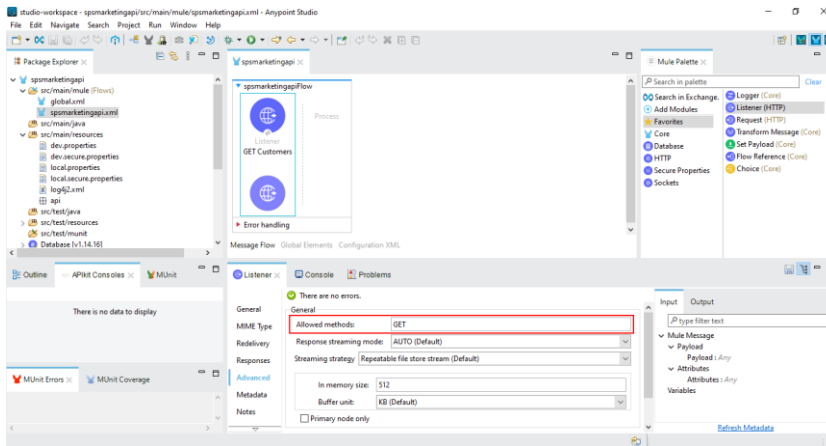 studio-workspace - spsmarketingapi/src/main/mule/spsmarketingapi.xml - Anypoint Studio
File Edit Navigate Search Project Run Window Help
Package Explorer
spsmarketingapi
src/main/mule (Flows)
global.xml
spsmarketingapi.xml
src/main/java
src/main/resources
dev.properties
dev.secure.properties
local.properties
local.secure.properties
log4j2.xml
api
src/test/java
src/test/resources
src/test/munit
Database [v1.14.16]
spsmarketingapi
spsmarketingapiFlow
Listener
GET Customers
Process
Error handling
Message Flow Global Elements Configuration XML
Mule Palette
Search in palette
Clear
Search in Exchange.
Add Modules
Favorites
Core
Database
HTTP
Secure Properties
Sockets
Logger (Core)
Listener (HTTP)
Request (HTTP)
Transform Message (Core)
Set Payload (Core)
Flow Reference (Core)
Choice (Core)
Outline APIkit Consoles MUnit
There is no data to display
MUnit Errors MUnit Coverage
Listener Console Problems
There are no errors.
General
MIME Type
Redelivery
Responses
Advanced
Metadata
Notes
General
Allowed methods: GET
Response streaming mode: AUTO (Default)
Streaming strategy Repeatable file store stream (Default)
In memory size: 512
Buffer unit: KB (Default)
Primary node only
Input Output
type filter text
Mule Message
Payload
Payload : Any
Attributes
Attributes : Any
Variables
Refresh Metadata